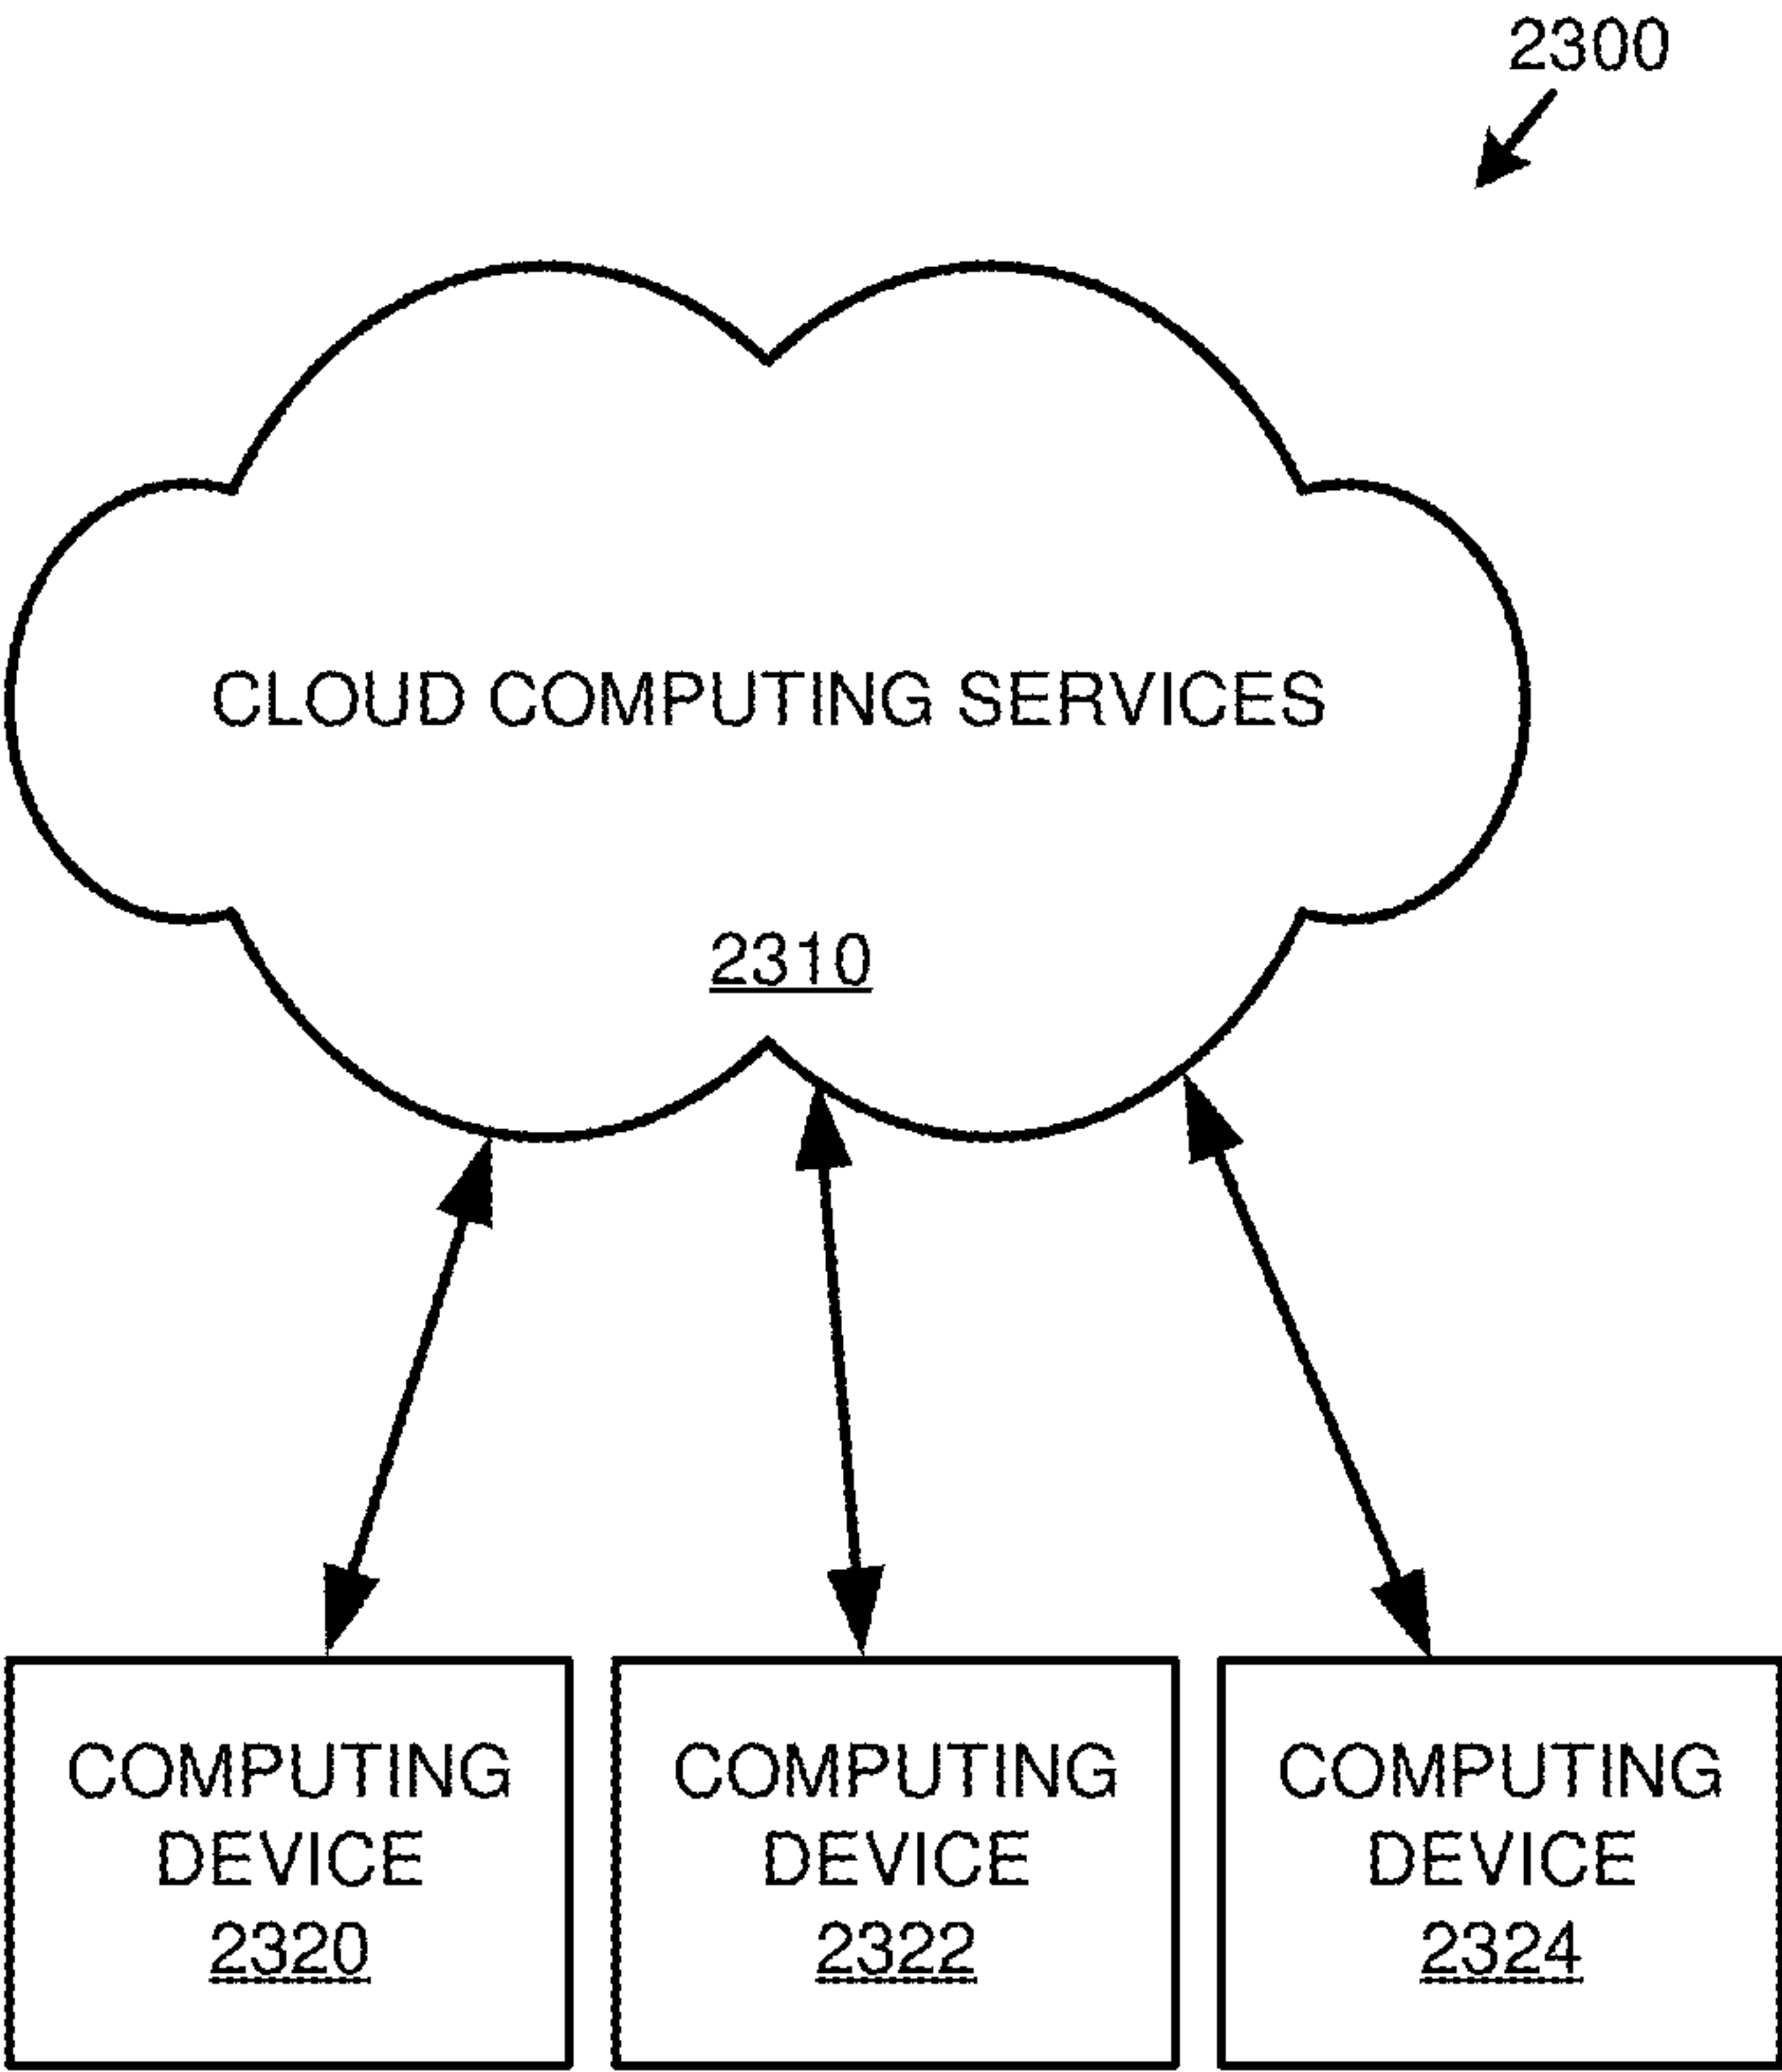 2300
CLOUD COMPUTING SERVICES
2310
COMPUTING
DEVICE
2320
COMPUTING
DEVICE
2322
COMPUTING
DEVICE
2324